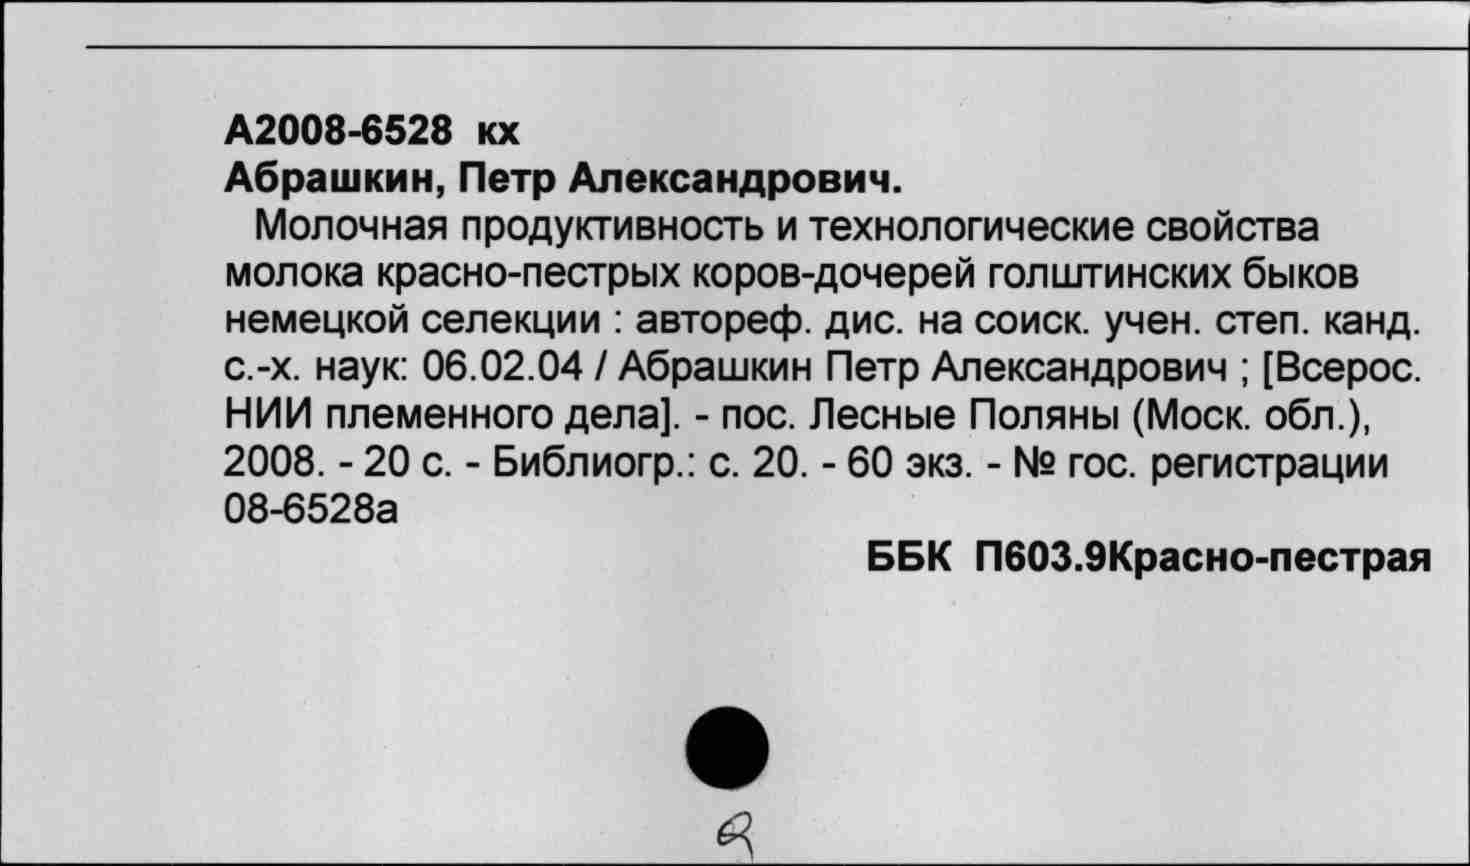 А2008-6528 кх
Абрашкин, Петр Александрович.
Молочная продуктивность и технологические свойства
молока красно-пестрых коров-дочерей голштинских быков
немецкой селекции : автореф. дис. на соиск. учен. степ. канд.
с.-х. наук: 06.02.04 / Абрашкин Петр Александрович ; [Всерос.
НИИ племенного дела]. - пос. Лесные Поляны (Моск. обл.),
2008. - 20 с. - Библиогр.: с. 20. - 60 экз. - № гос. регистрации
08-6528а
ББК П603.9Красно-пестрая